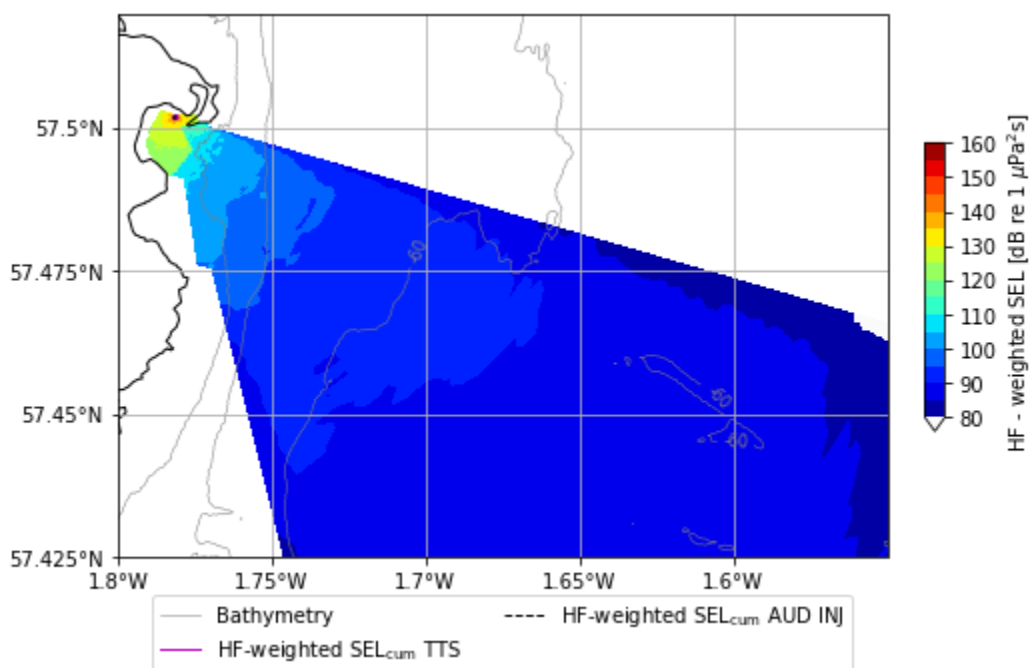 57.5°N
57.475°N
57.45°N
57.425°N
1.8°W
1.75°W
1.7°W
1.65°W
1.6°W
60
60
60
160
150
140
130
120
110
100
90
80
HF - weighted SEL [dB re 1 μPa²s]
Bathymetry
HF-weighted SELcum AUD INJ
HF-weighted SELcum TTS